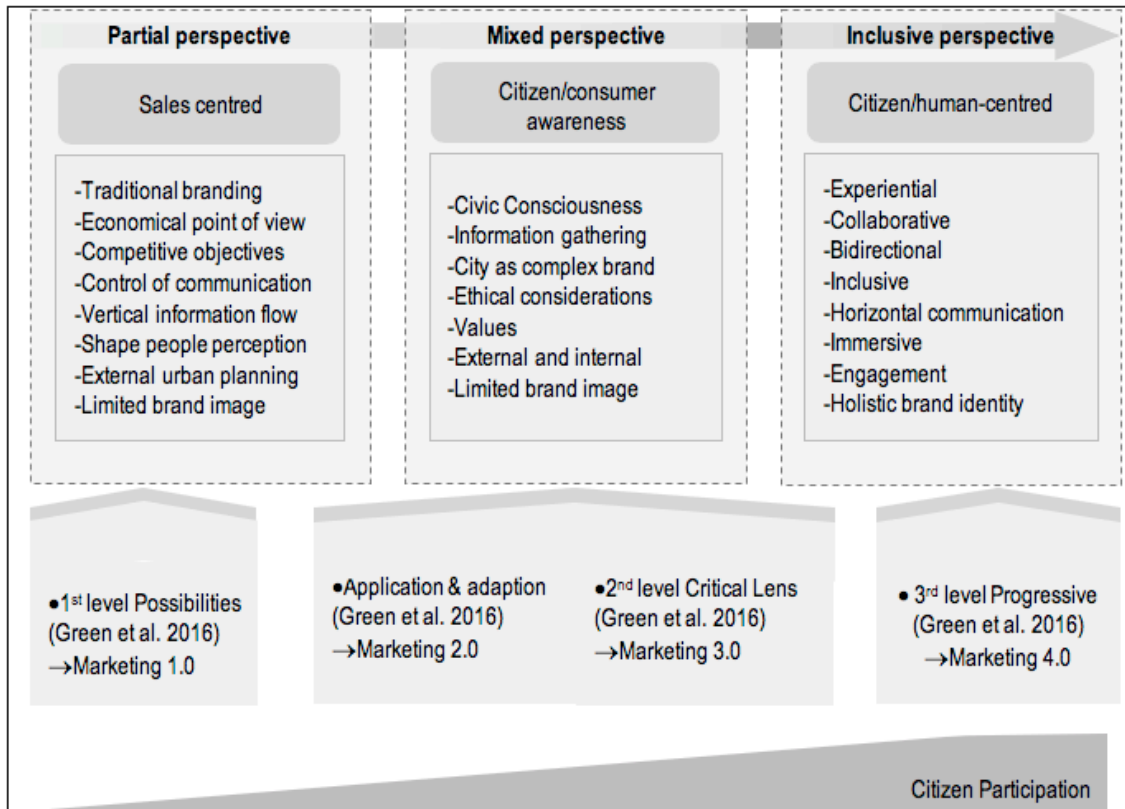 Partial perspective
Mixed perspective
Inclusive perspective
Sales centred
Citizen/consumer
awareness
Citizen/human-centred
-Traditional branding
-Economical point of view
-Competitive objectives
-Control of communication
-Vertical information flow
-Shape people perception
-External urban planning
-Limited brand image
-Civic Consciousness
-Information gathering
-City as complex brand
-Ethical considerations
-Values
-External and internal
-Limited brand image
-Experiential
-Collaborative
-Bidirectional
-Inclusive
-Horizontal communication
-Immersive
-Engagement
-Holistic brand identity
•1st level Possibilities
(Green et al. 2016)
→Marketing 1.0
•Application & adaption
(Green et al. 2016)
→Marketing 2.0
•2nd level Critical Lens
(Green et al. 2016)
→Marketing 3.0
• 3rd level Progressive
(Green et al. 2016)
→Marketing 4.0
Citizen Participation